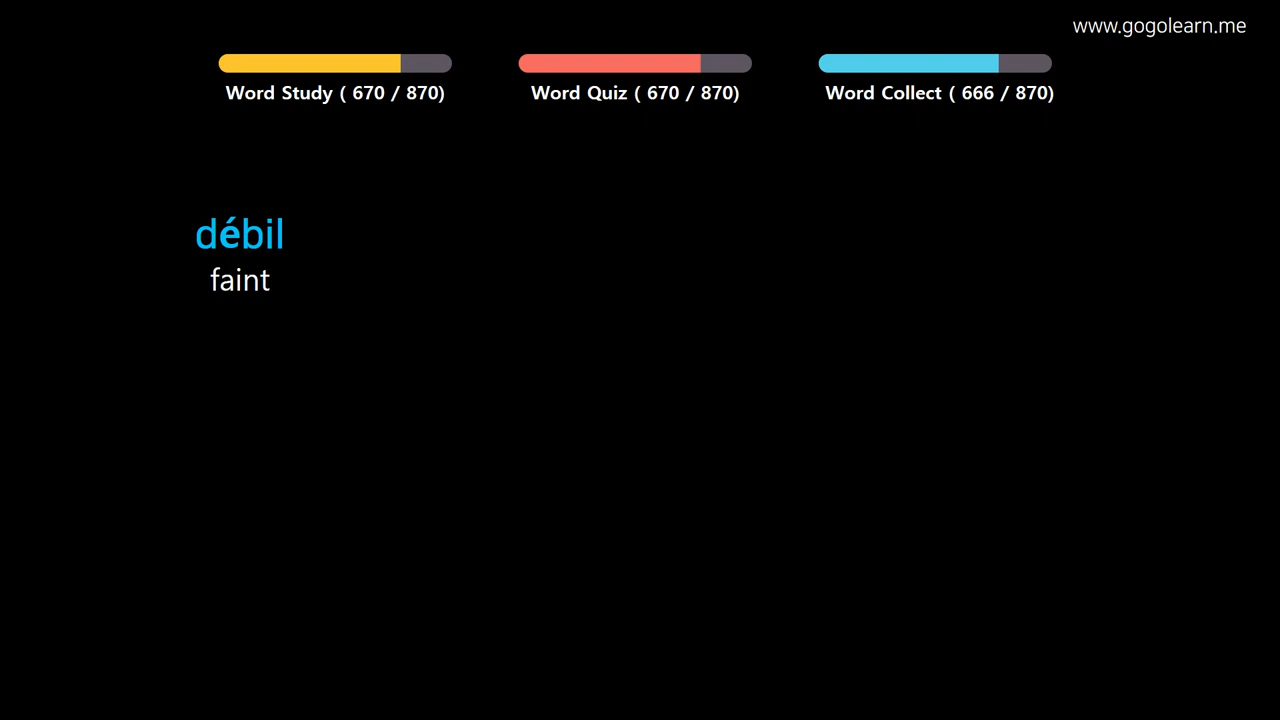 www.gogolearn.me
Word Study ( 670 / 870)
Word Quiz ( 670 / 870)
Word Collect ( 666 / 870)
débil
faint